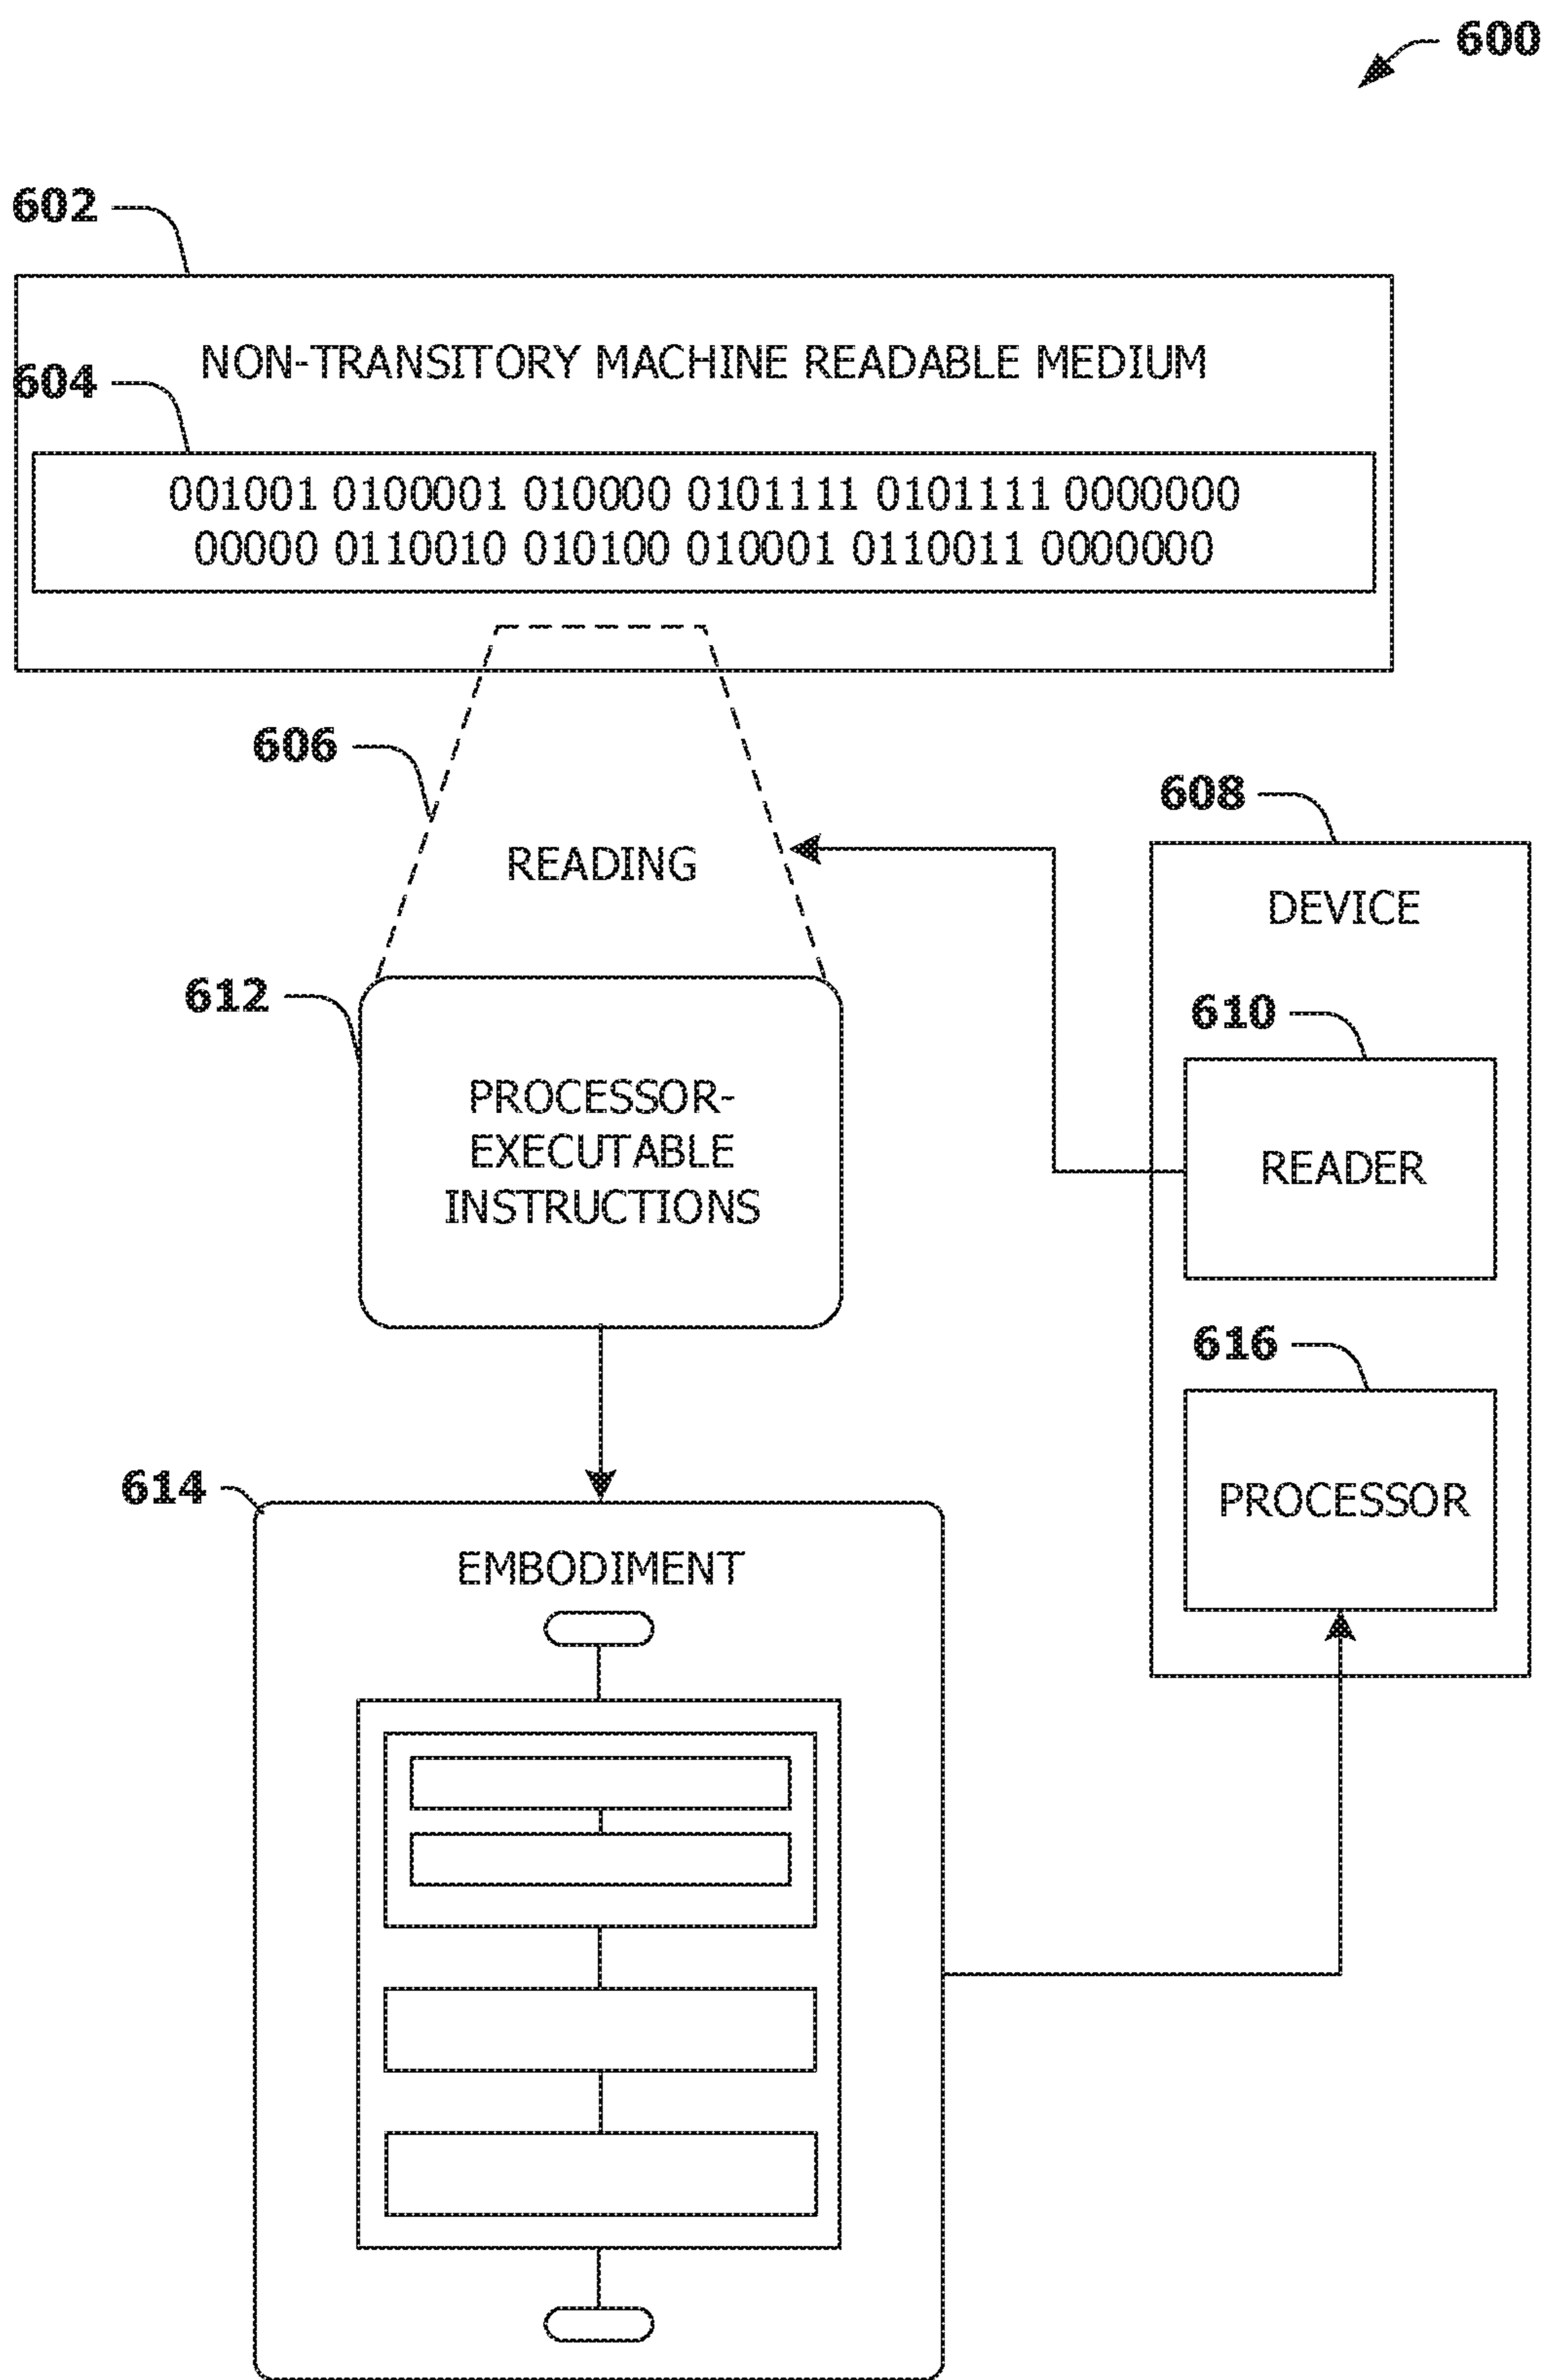 600
602
NON-TRANSITORY MACHINE READABLE MEDIUM
604
001001 0100001 010000 0101111 0101111 0000000
00000 0110010 010100 010001 0110011 0000000
606
READING
608
DEVICE
610
READER
612
PROCESSOR-
EXECUTABLE
INSTRUCTIONS
616
PROCESSOR
614
EMBODIMENT